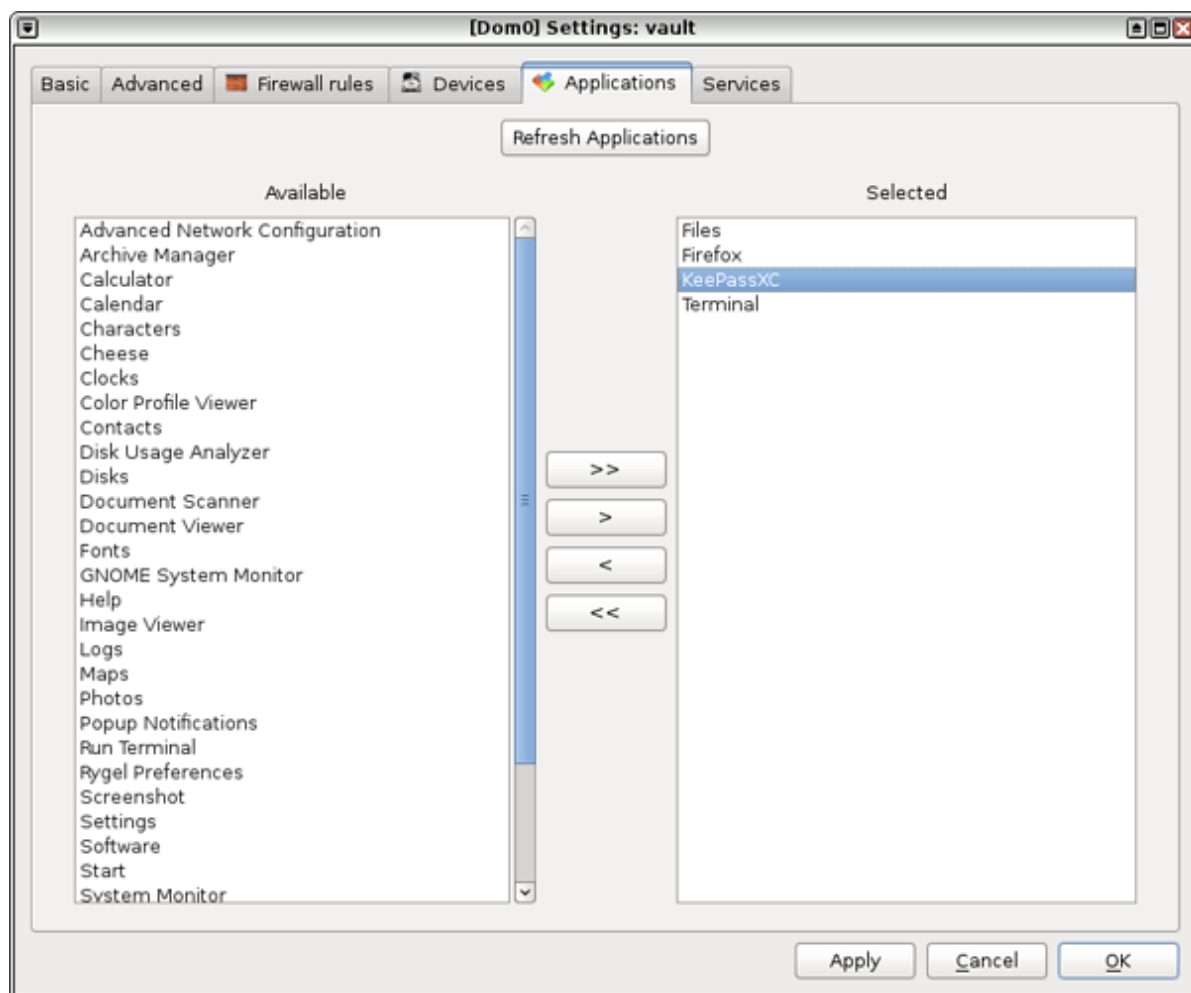 [Dom0] Settings: vault
Basic Advanced Firewall rules Devices Applications Services
Refresh Applications
Available
Advanced Network Configuration
Archive Manager
Calculator
Calendar
Characters
Cheese
Clocks
Color Profile Viewer
Contacts
Disk Usage Analyzer
Disks
Document Scanner
Document Viewer
Fonts
GNOME System Monitor
Help
Image Viewer
Logs
Maps
Photos
Popup Notifications
Run Terminal
Rygel Preferences
Screenshot
Settings
Software
Start
System Monitor
>>
>
<
<<
Selected
Files
Firefox
KeePassXC
Terminal
Apply Cancel OK